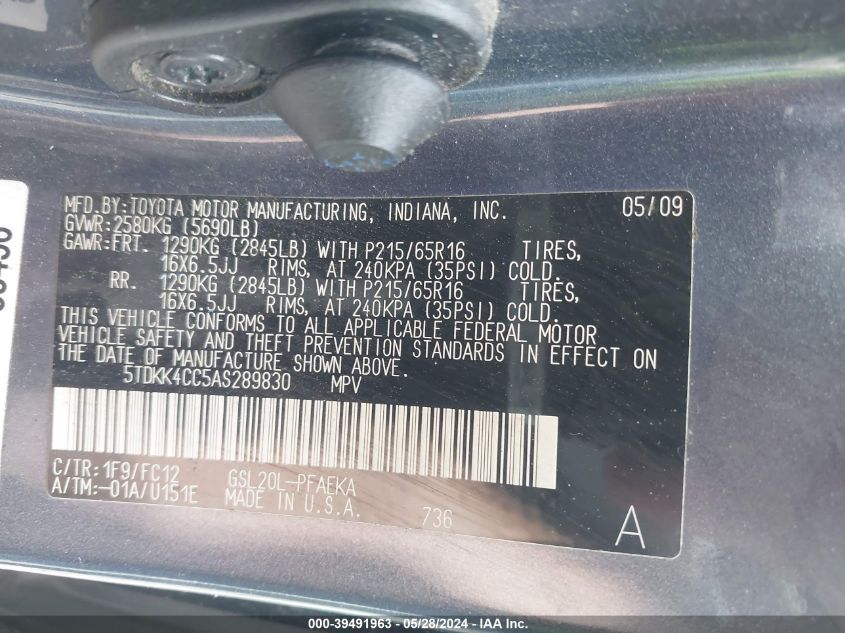 MFD.BY:TOYOTA MOTOR MANUFACTURING, INDIANA, INC. 05/09
GVWR:2580KG (5690LB)
GAWR:FRT. 1290KG (2845LB) WITH P215/65R16 TIRES,
16X6.5JJ RIMS, AT 240KPA (35PSI) COLD.
RR. 1290KG (2845LB) WITH P215/65R16 TIRES,
16X6.5JJ RIMS, AT 240KPA (35PSI) COLD.
THIS VEHICLE CONFORMS TO ALL APPLICABLE FEDERAL MOTOR
VEHICLE SAFETY AND THEFT PREVENTION STANDARDS IN EFFECT ON
THE DATE OF MANUFACTURE SHOWN ABOVE.
5TDKK4CC5AS289830 MPV
C/TR:1F9/FC12 GSL20L-PFAEKA
A/TM:-01A/U151E MADE IN U.S.A. 736
A
000-39491963 - 05/28/2024 - IAA Inc.